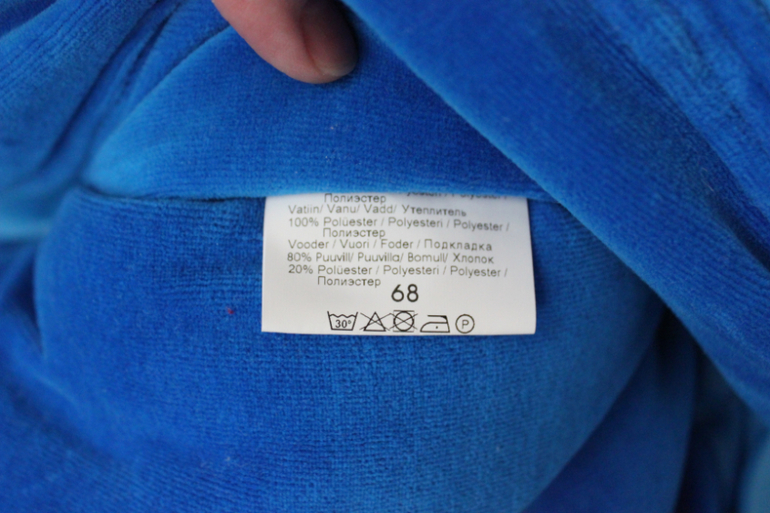 Полиэстер
Vatiin/ Vanu/ Vadd/ Утеплитель
100% Polüester / Polyesteri / Polyester /
Полиэстер
Vooder / Vuori / Foder / Подкладка
80% Puuvill/ Puuvilla/ Bomull/ Хлопок
20% Polüester / Polyesteri / Polyester /
Полиэстер
68
30°
P